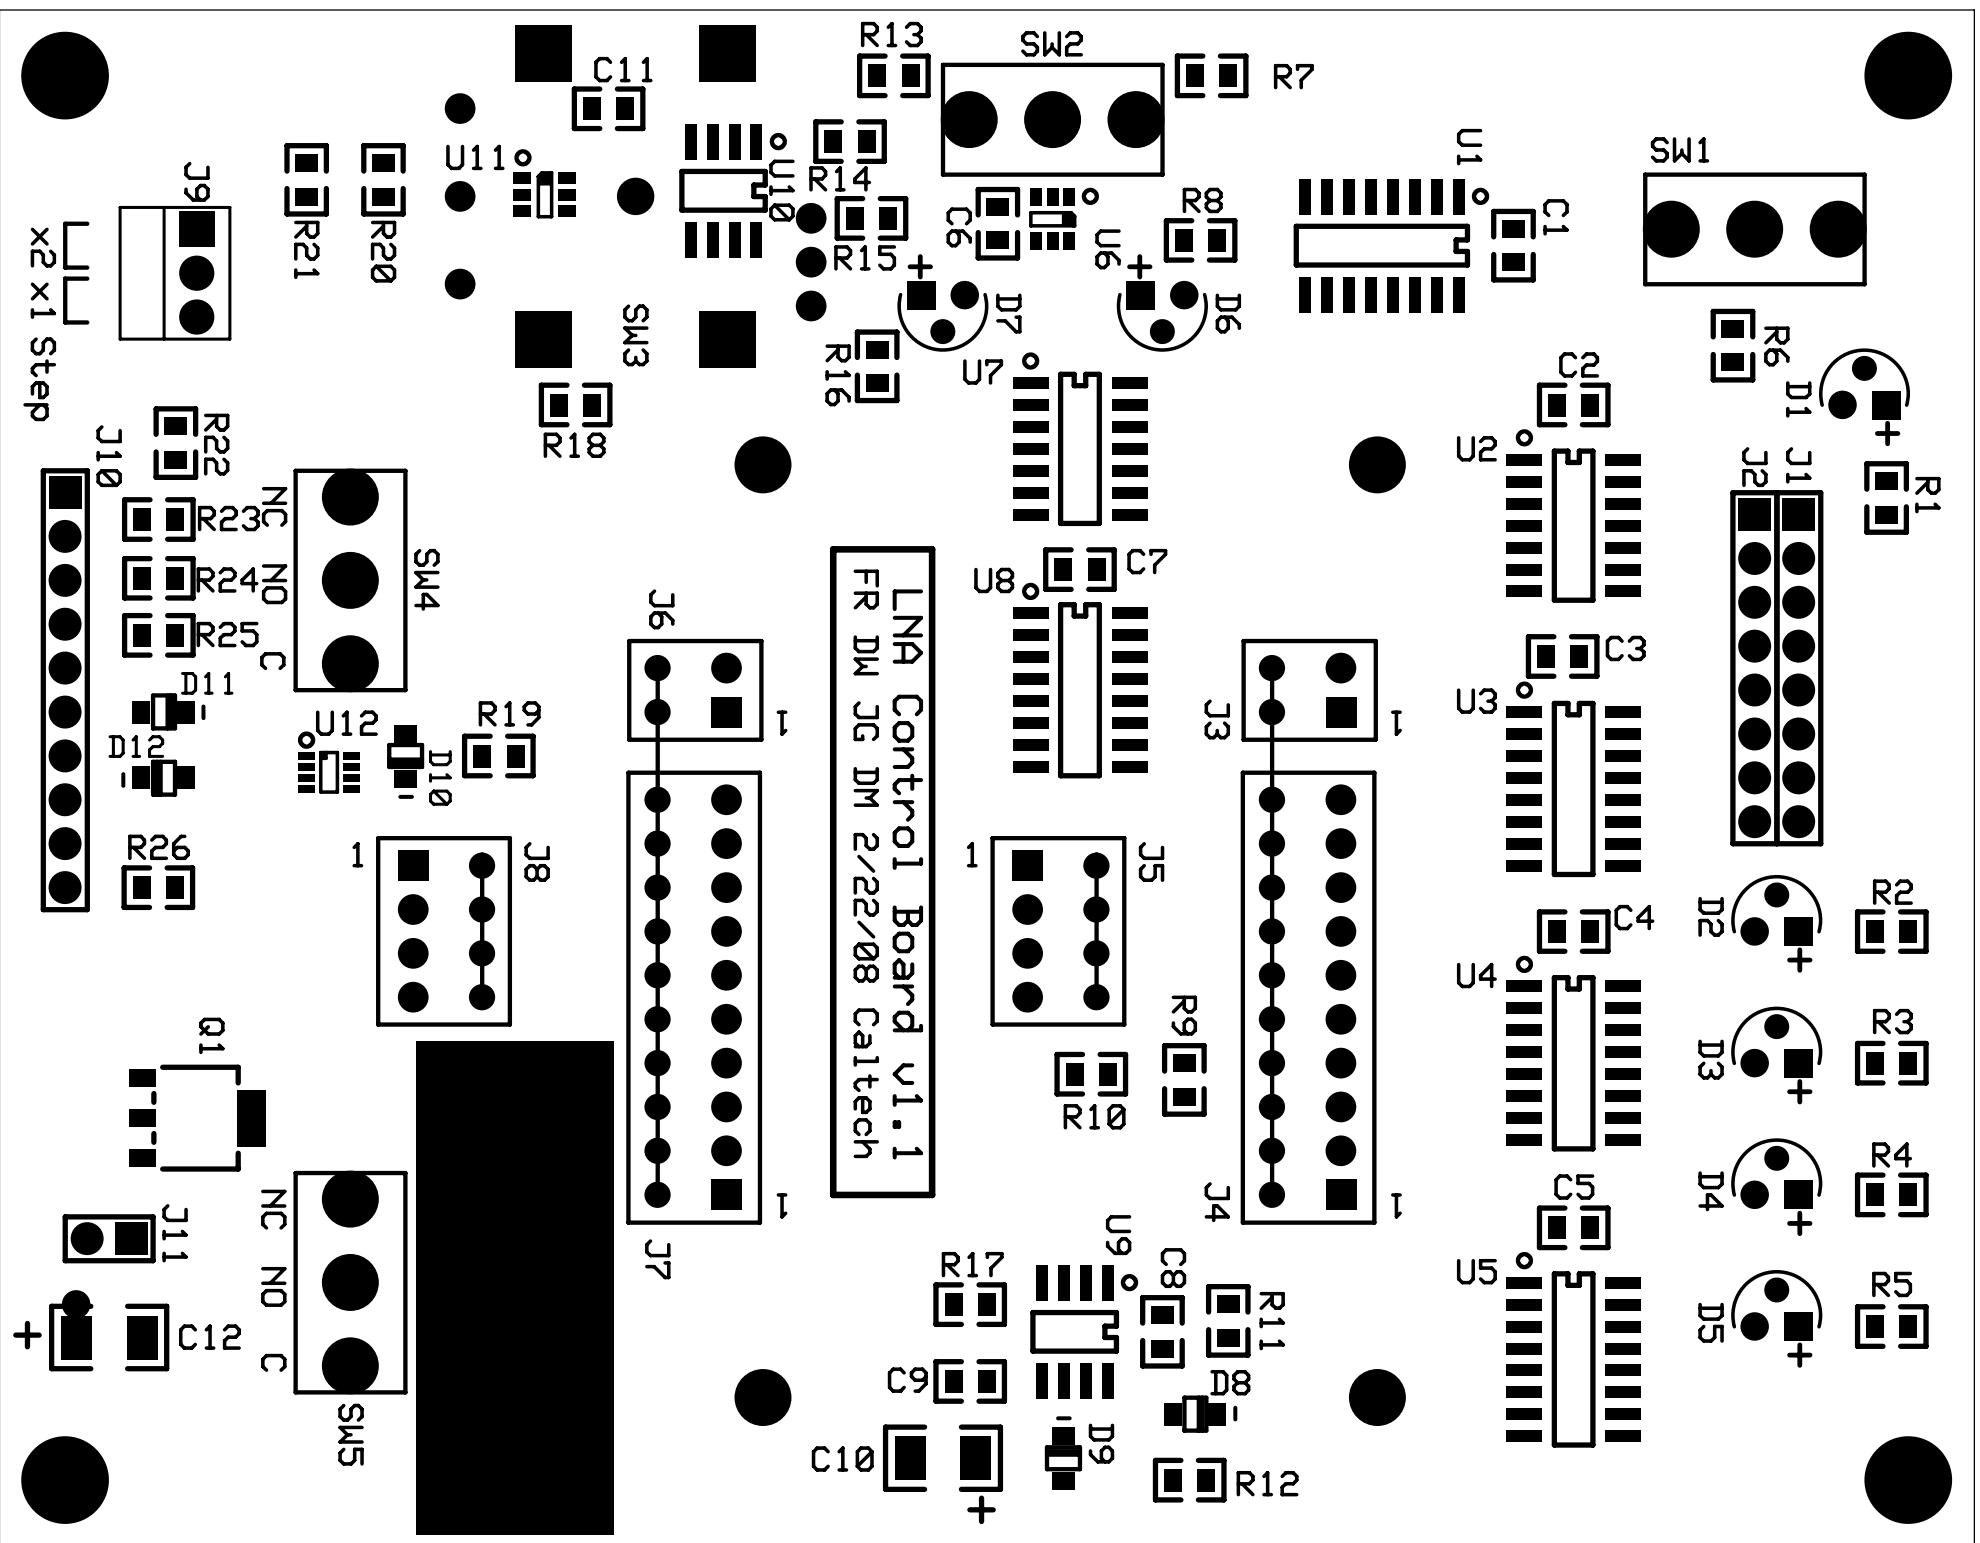 R13
SW2
C11
R7
U1
SW1
J9
U11
U10
R14
C6
R8
C1
R21
R20
R15
U6
x2 x1 Step
+
+
D7
D6
SW3
R16
U7
R6
C2
D1
+
R18
R22
J10
U2
J2
J1
R1
NC
R23
SW4
NO
R24
C7
U8
R25
C
J6
C3
LNA Control Board v1.1
FR DW JG DM 2/22/08 Caltech
D11
-
U12
R19
1
J3
1
U3
D12
-
D10
-
R26
1
J8
1
J5
R2
D2
+
C4
U4
Q1
-
-
R9
R3
D3
+
R10
R4
D4
+
NC
J11
1
J4
1
C5
J7
U9
C8
U5
NO
R17
R11
R5
D5
+
+
C12
C
C9
D8
-
SW5
-
D9
C10
+
R12